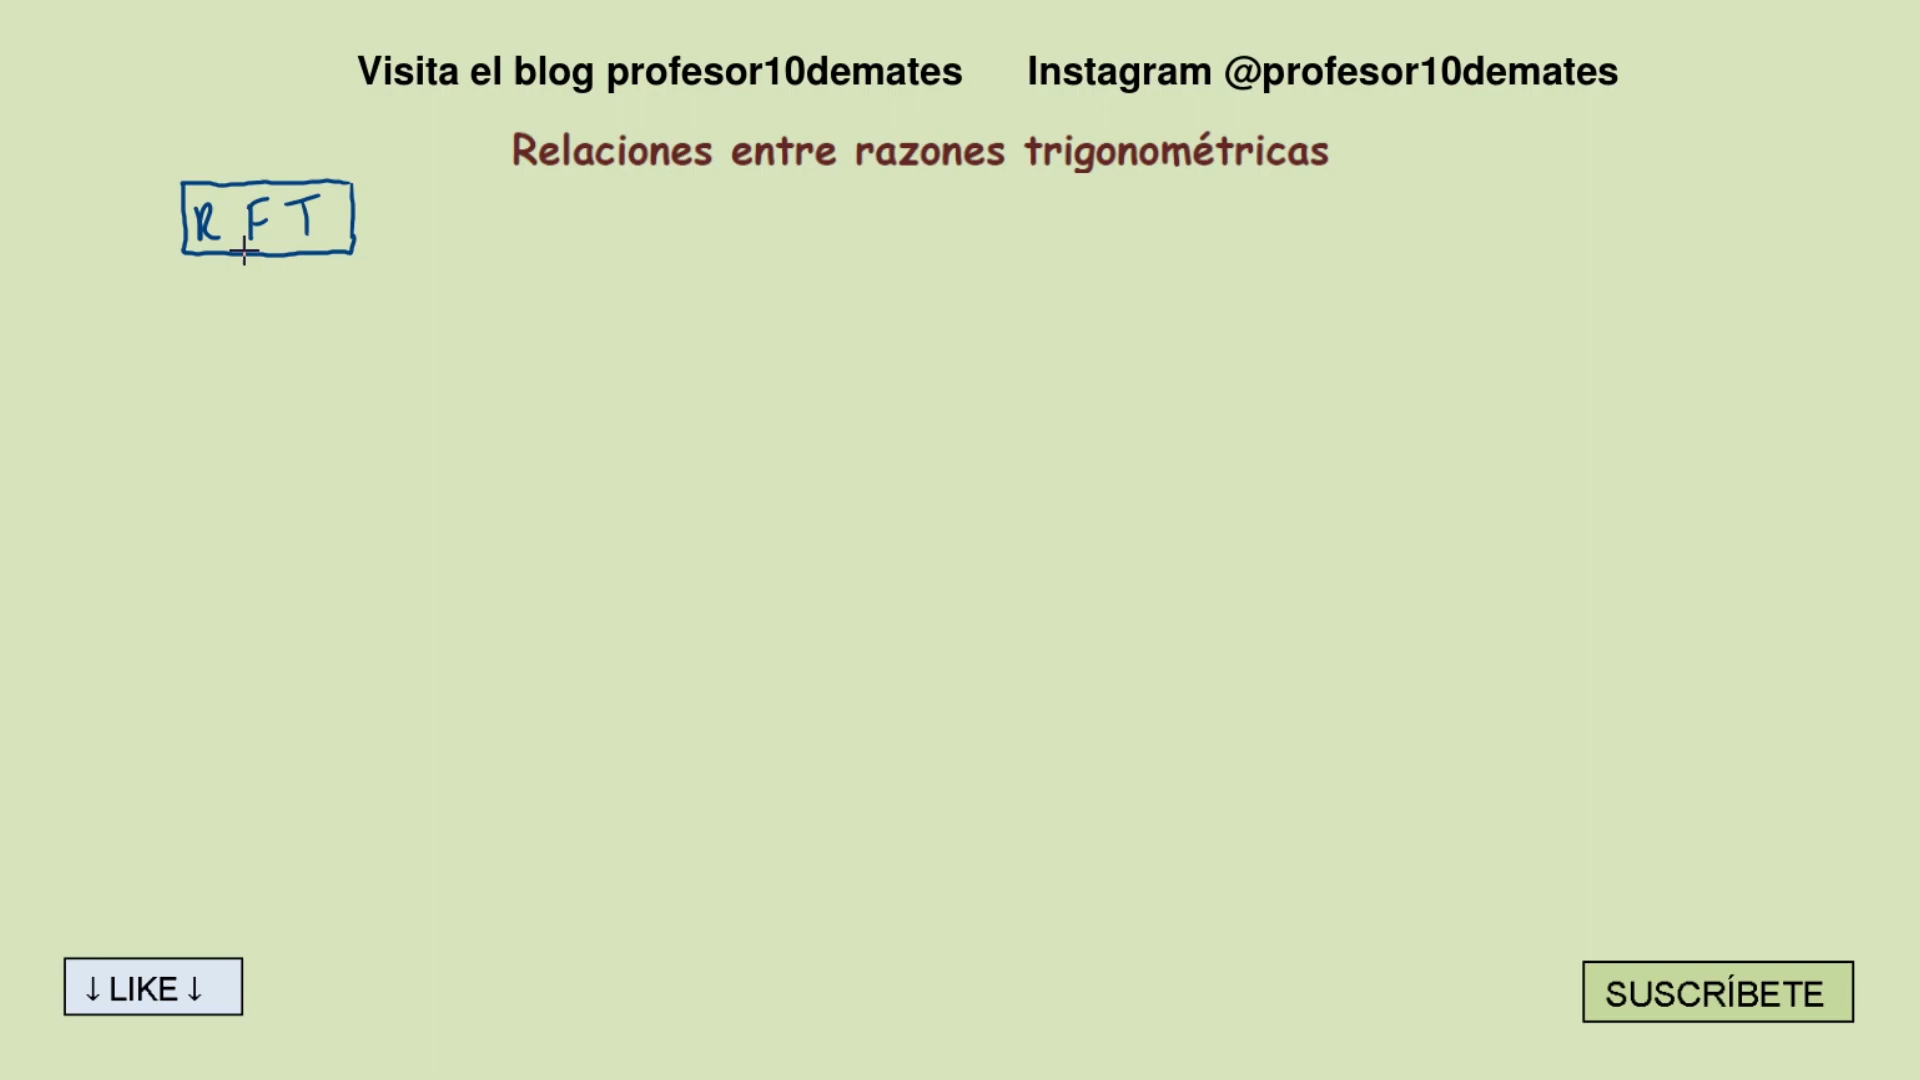 Visita el blog profesor10demates Instagram @profesor10demates
Relaciones entre razones trigonométricas
R F T
↓ LIKE ↓
SUSCRÍBETE